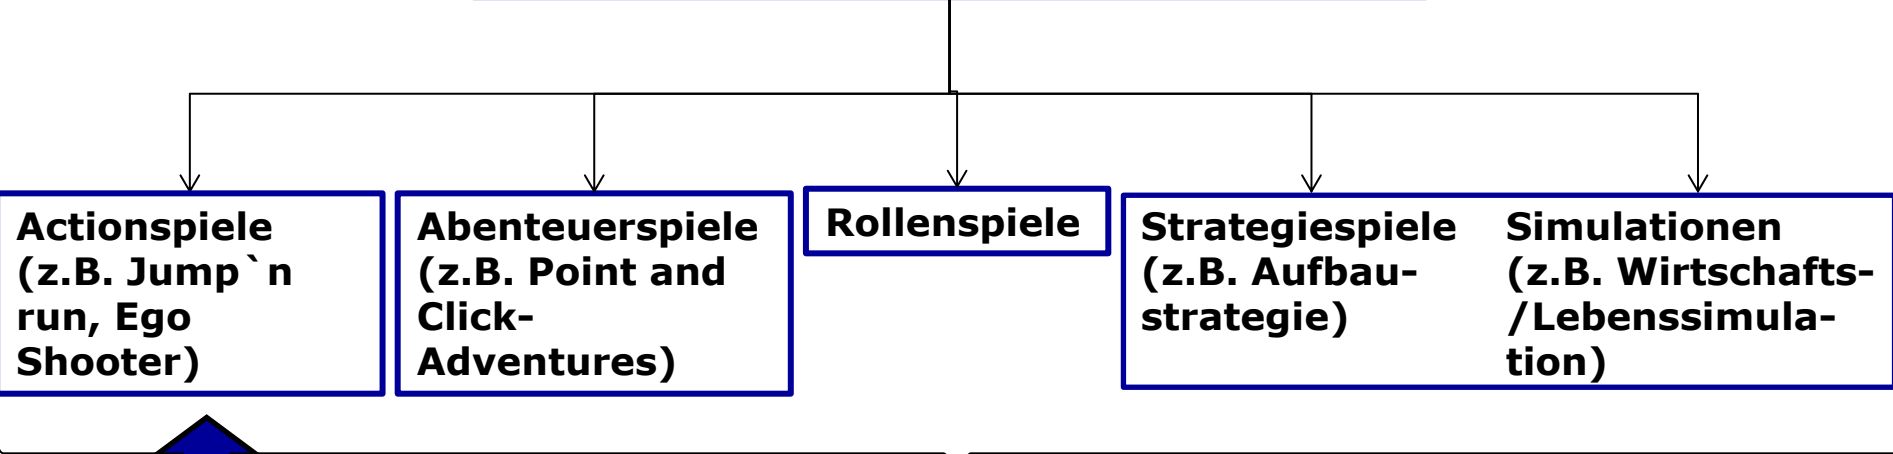 Actionspiele
(z.B. Jump`n
run, Ego
Shooter)
Abenteuerspiele
(z.B. Point and
Click-
Adventures)
Rollenspiele
Strategiespiele
(z.B. Aufbau-
strategie)
Simulationen
(z.B. Wirtschafts-
/Lebenssimula-
tion)